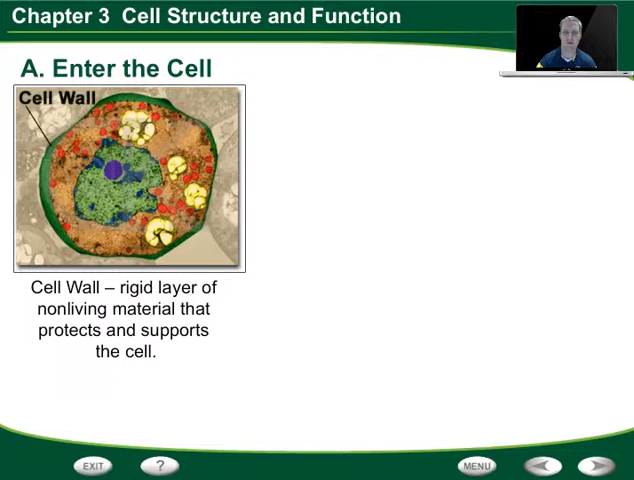 Chapter 3  Cell Structure and Function
A. Enter the Cell
Cell Wall
Cell Wall – rigid layer of
nonliving material that
protects and supports
the cell.
EXIT
?
MENU